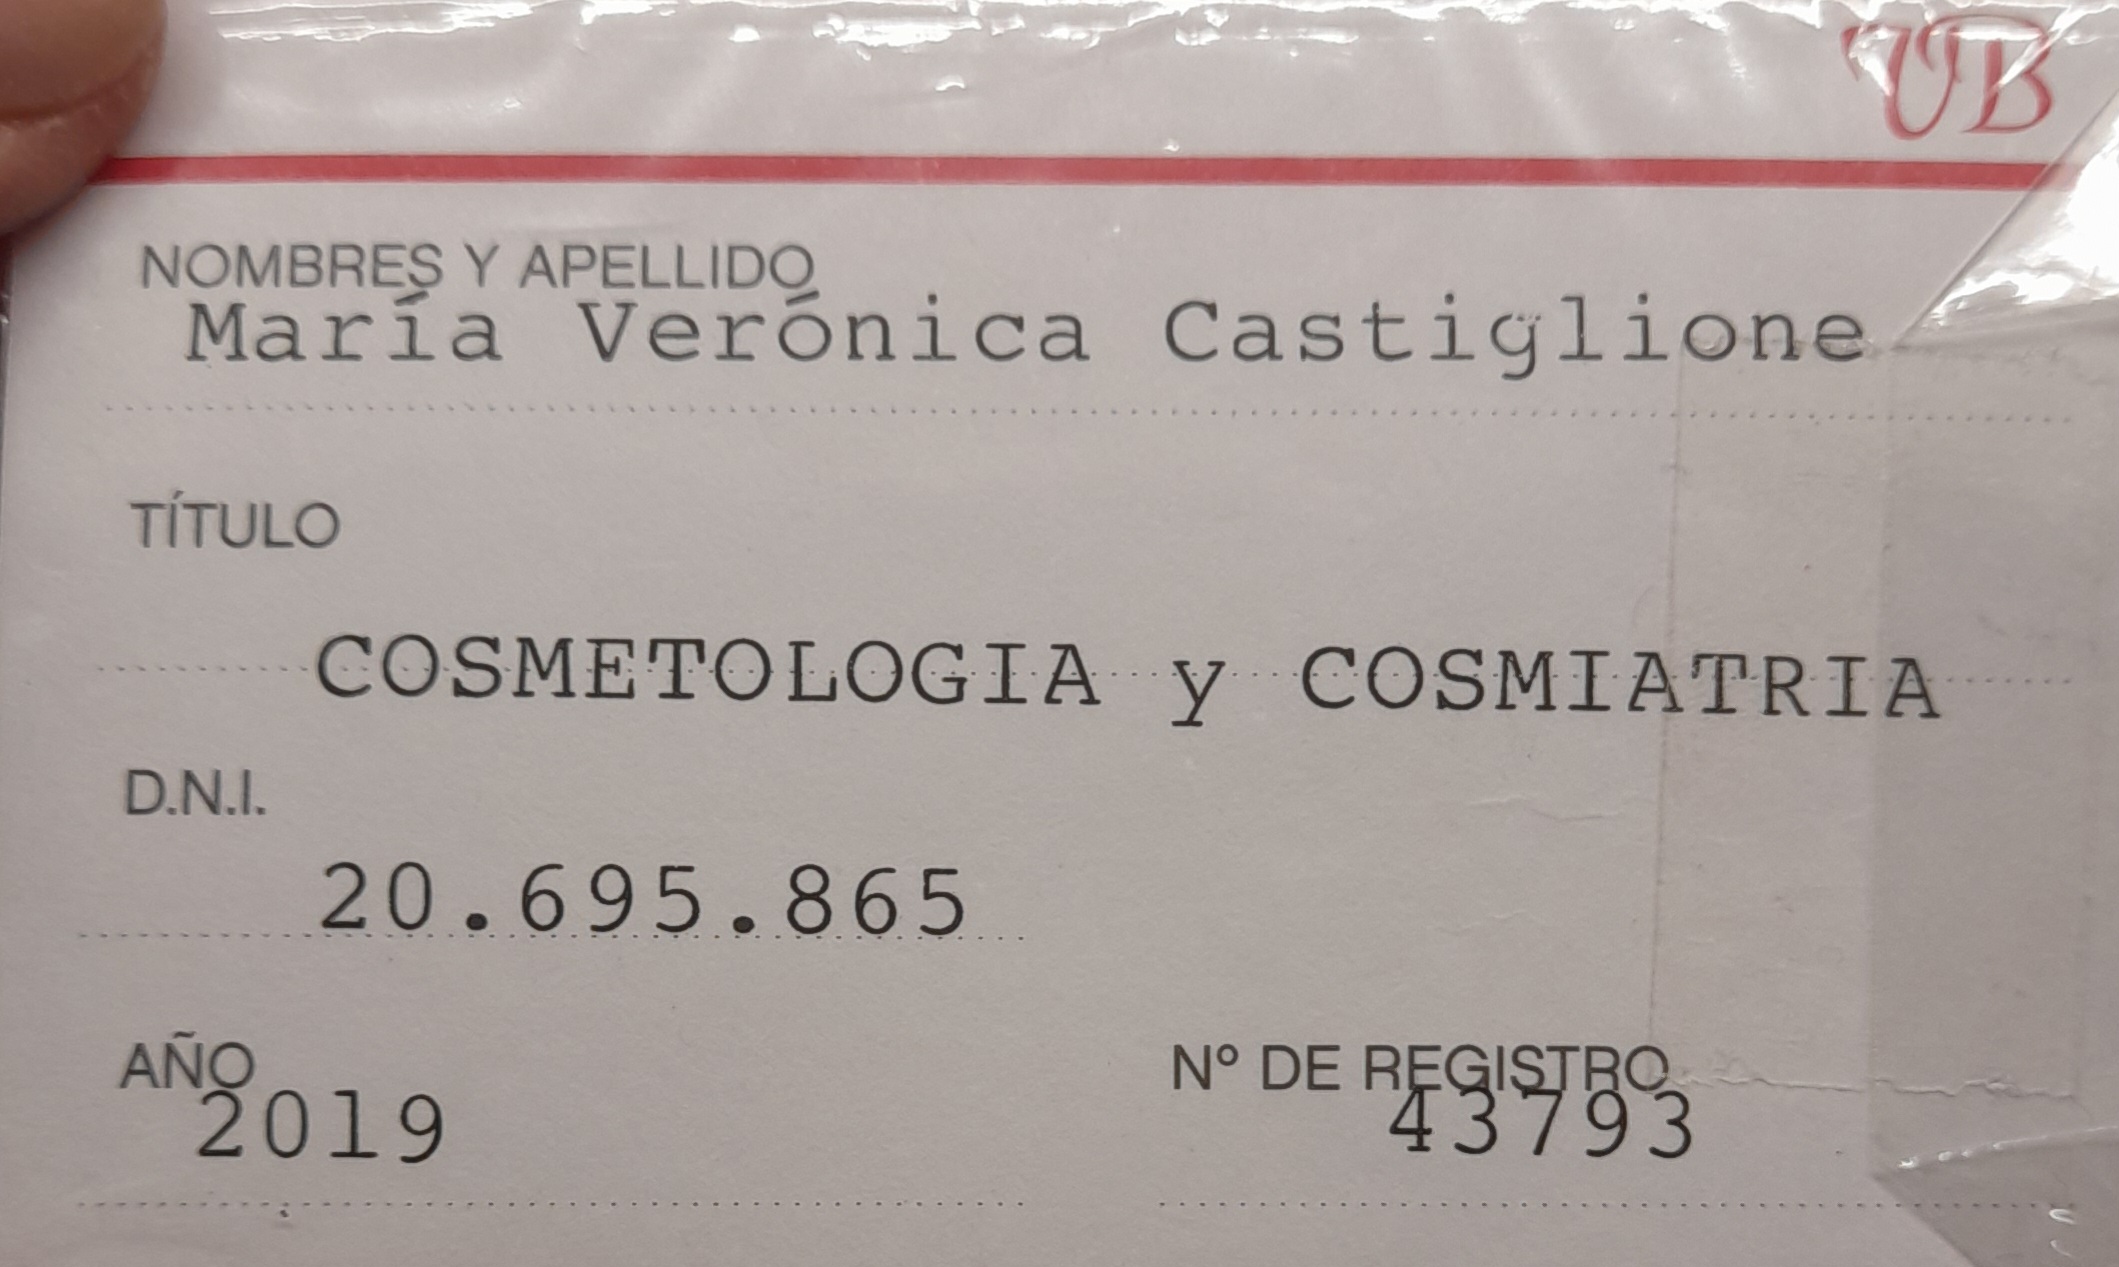 VB
NOMBRES Y APELLIDO
María Verónica Castiglione
TÍTULO
COSMETOLOGIA y COSMIATRIA
D.N.I.
20.695.865
AÑO
2019
Nº DE REGISTRO
43793